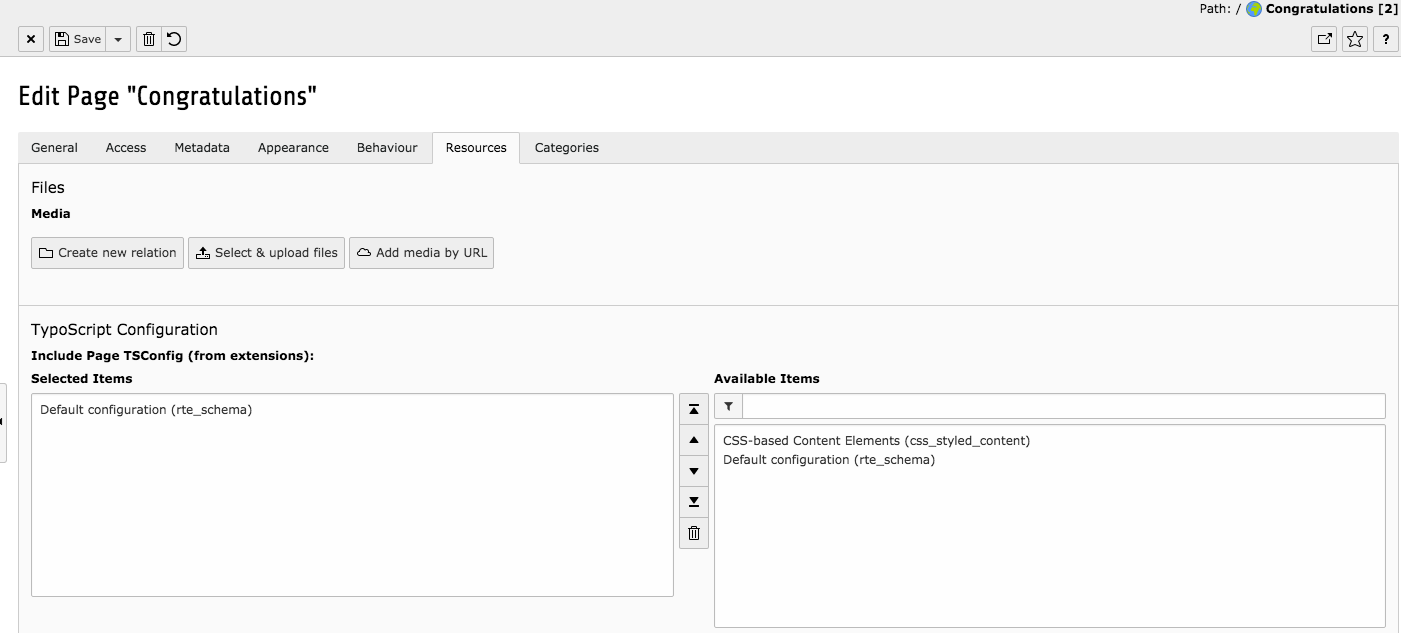 Path: / Congratulations [2]
Save
?
Edit Page "Congratulations"
General Access Metadata Appearance Behaviour Resources Categories
Files
Media
Create new relation Select & upload files Add media by URL
TypoScript Configuration
Include Page TSConfig (from extensions):
Selected Items Available Items
Default configuration (rte_schema)
CSS-based Content Elements (css_styled_content)
Default configuration (rte_schema)